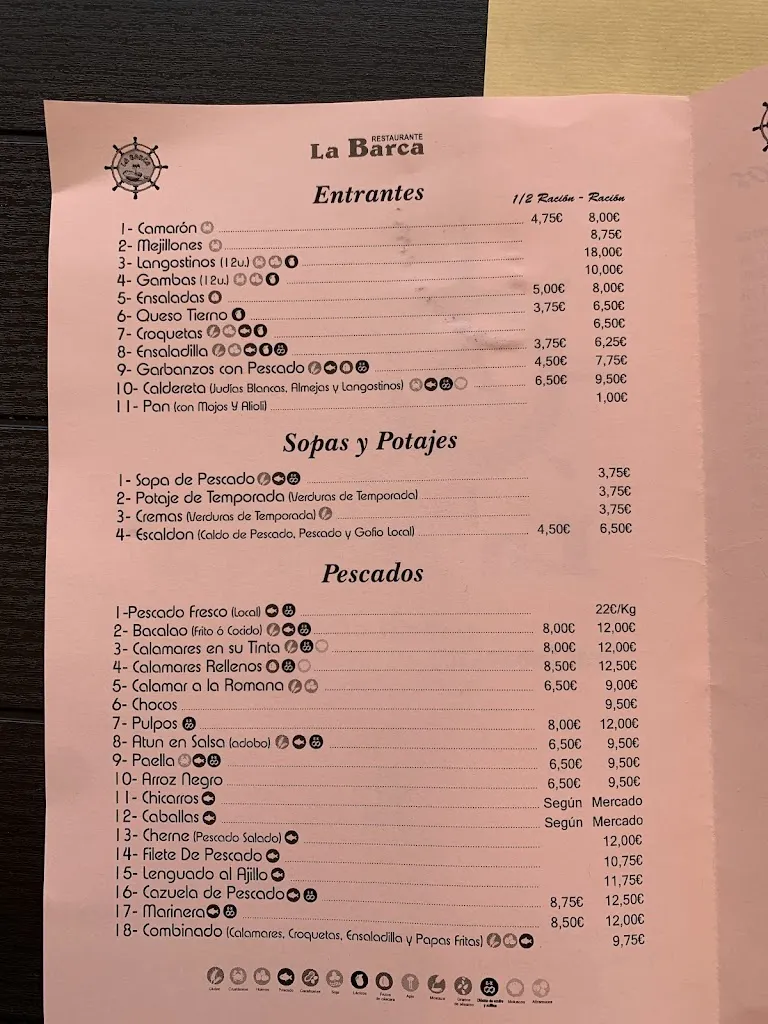 LA BARCA
RESTAURANTE
La Barca
Entrantes
1/2 Ración - Ración
1- Camarón 4,75€ 8,00€
2- Mejillones 8,75€
3- Langostinos (12u.) 18,00€
4- Gambas (12u.) 10,00€
5- Ensaladas 5,00€ 8,00€
6- Queso Tierno 3,75€ 6,50€
7- Croquetas 6,50€
8- Ensaladilla 3,75€ 6,25€
9- Garbanzos con Pescado 4,50€ 7,75€
10- Caldereta (Judías Blancas, Almejas y Langostinos) 6,50€ 9,50€
11- Pan (con Mojos Y Alioli) 1,00€
Sopas y Potajes
1- Sopa de Pescado 3,75€
2- Potaje de Temporada (Verduras de Temporada) 3,75€
3- Cremas (Verduras de Temporada) 3,75€
4- Escaldon (Caldo de Pescado, Pescado y Gofio Local) 4,50€ 6,50€
Pescados
1-Pescado Fresco (Local) 22€/Kg
2- Bacalao (Frito ó Cocido) 8,00€ 12,00€
3- Calamares en su Tinta 8,00€ 12,00€
4- Calamares Rellenos 8,50€ 12,50€
5- Calamar a la Romana 6,50€ 9,00€
6- Chocos 9,50€
7- Pulpos 8,00€ 12,00€
8- Atun en Salsa (adobo) 6,50€ 9,50€
9- Paella 6,50€ 9,50€
10- Arroz Negro 6,50€ 9,50€
11- Chicarros Según Mercado
12- Caballas Según Mercado
13- Cherne (Pescado Salado) 12,00€
14- Filete De Pescado 10,75€
15- Lenguado al Ajillo 11,75€
16- Cazuela de Pescado 8,75€ 12,50€
17- Marinera 8,50€ 12,00€
18- Combinado (Calamares, Croquetas, Ensaladilla y Papas Fritas) 9,75€